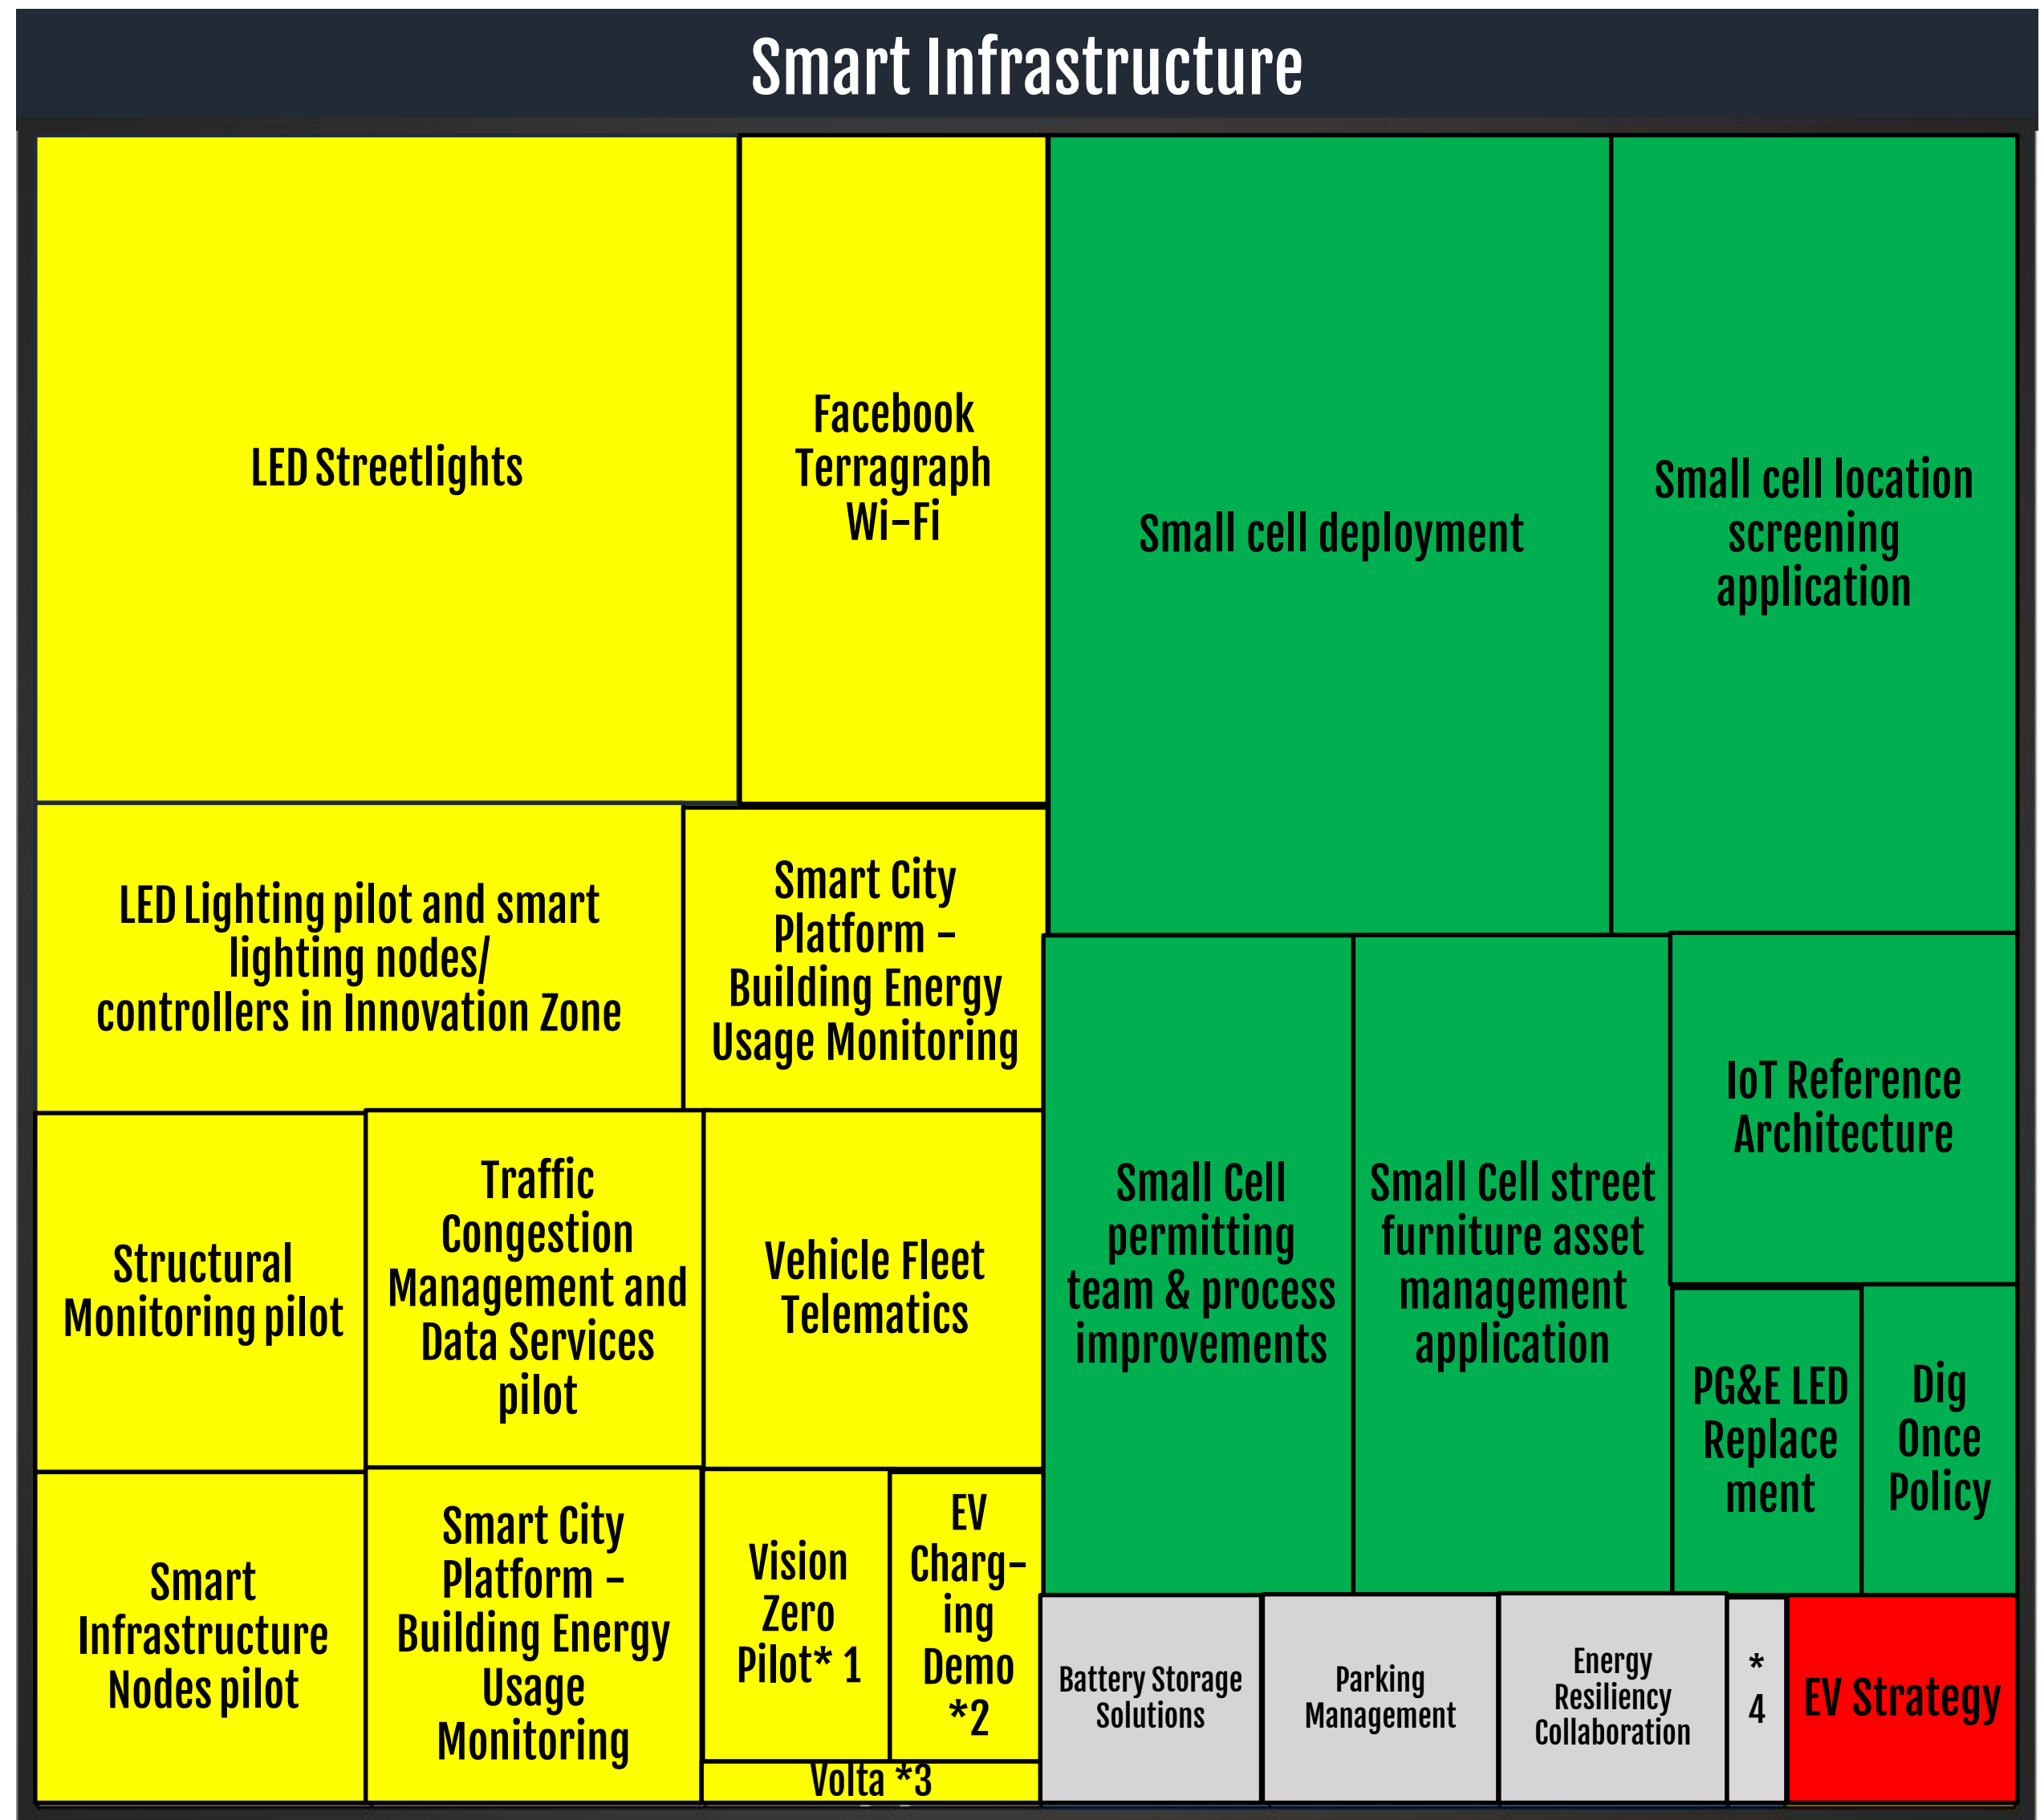 Smart Infrastructure
LED Streetlights
Facebook
Terragraph
Wi-Fi
Small cell deployment
Small cell location
screening
application
LED Lighting pilot and smart
lighting nodes/
controllers in Innovation Zone
Smart City
Platform -
Building Energy
Usage Monitoring
Structural
Monitoring pilot
Traffic
Congestion
Management and
Data Services
pilot
Vehicle Fleet
Telematics
Small Cell
permitting
team & process
improvements
Small Cell street
furniture asset
management
application
IoT Reference
Architecture
PG&E LED
Replace
ment
Dig
Once
Policy
Smart
Infrastructure
Nodes pilot
Smart City
Platform -
Building Energy
Usage
Monitoring
Vision
Zero
Pilot* 1
EV
Charg-
ing
Demo
*2
Volta *3
Battery Storage
Solutions
Parking
Management
Energy
Resiliency
Collaboration
*
4
EV Strategy